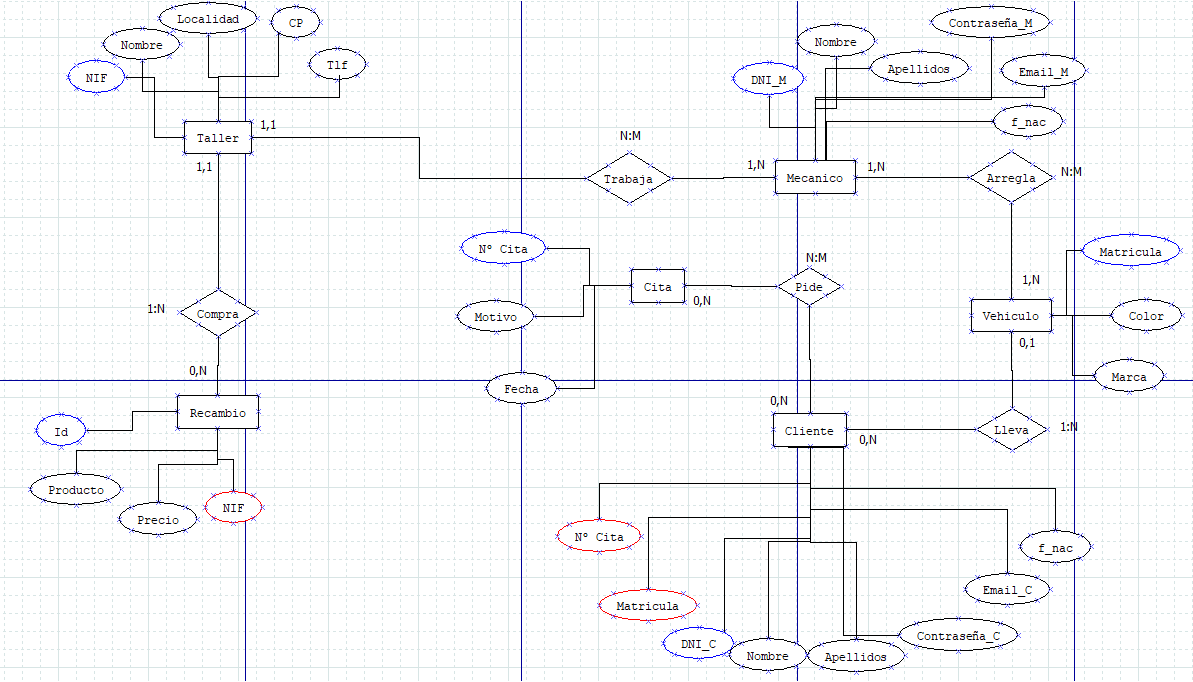 Localidad
CP
Nombre
NIF
Tlf
Taller
1,1
1,1
Contraseña_M
Nombre
Apellidos
Email_M
DNI_M
f_nac
N:M
Trabaja
1,N
Mecanico
1,N
Arregla
N:M
Nº Cita
Motivo
Fecha
Cita
0,N
N:M
Pide
1,N
Vehiculo
0,1
Matricula
Color
Marca
1:N
Compra
0,N
Recambio
Id
Producto
Precio
NIF
0,N
Cliente
0,N
Lleva
1:N
Nº Cita
Matricula
DNI_C
Nombre
Apellidos
Contraseña_C
Email_C
f_nac